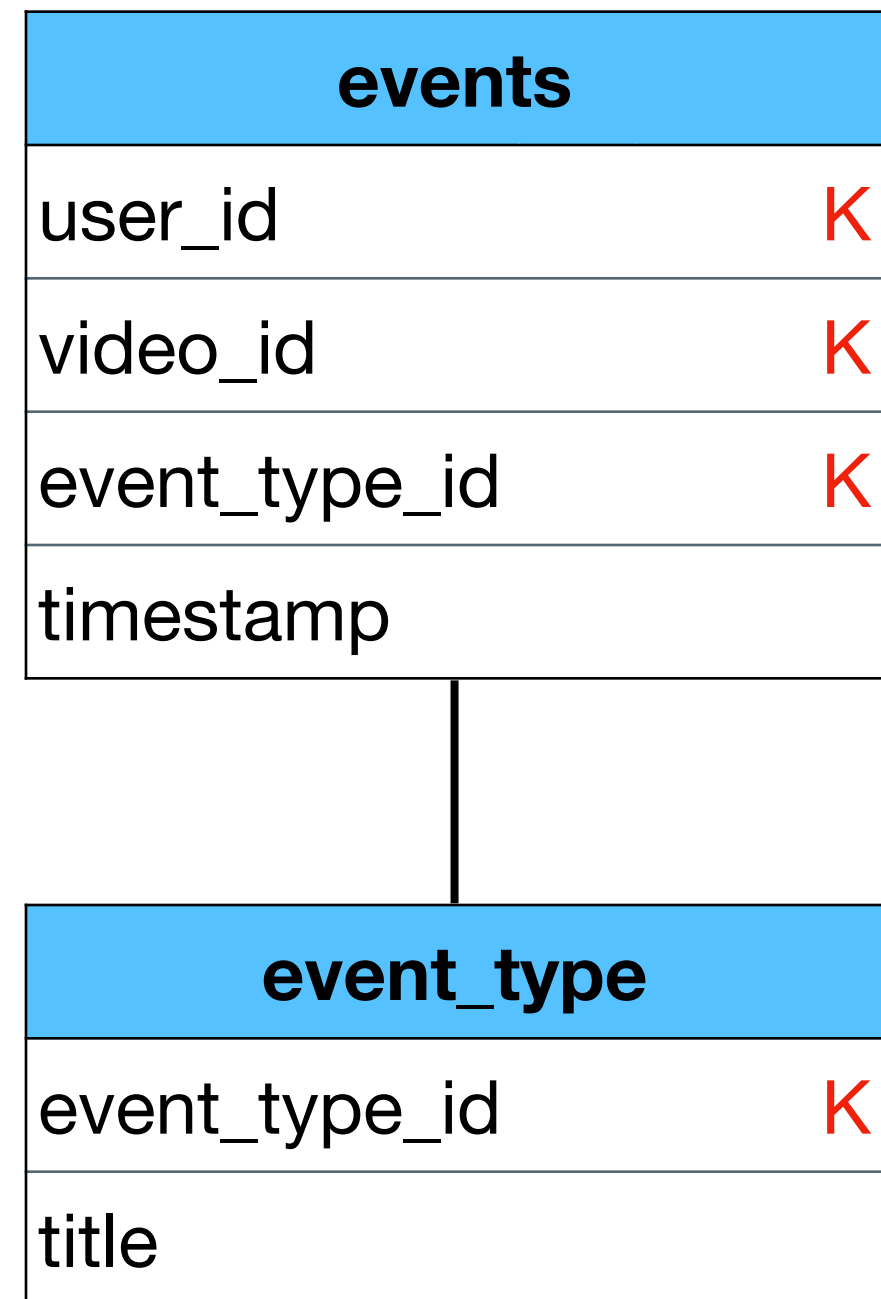 events
user_id K
video_id K
event_type_id K
timestamp
event_type
event_type_id K
title